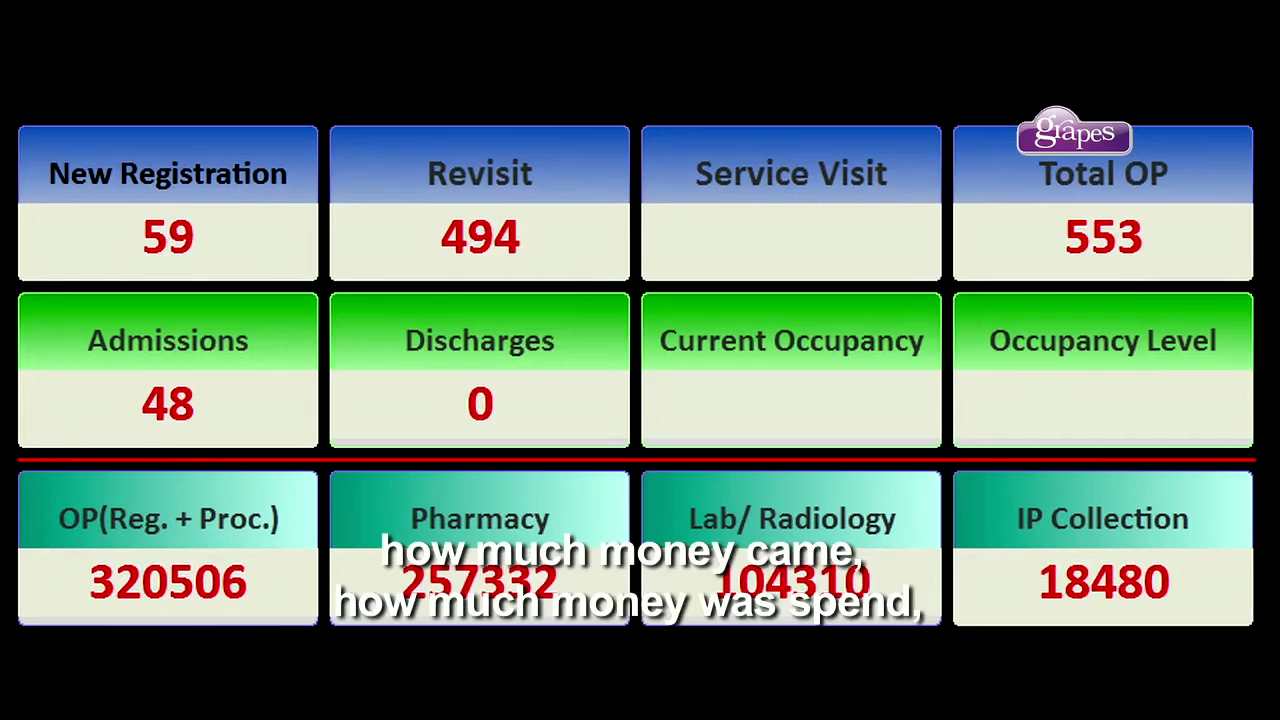 grapes
New Registration
Revisit
Service Visit
Total OP
59
494
553
Admissions
Discharges
Current Occupancy
Occupancy Level
48
0
OP(Reg. + Proc.)
Pharmacy
Lab/ Radiology
IP Collection
320506
257332
104310
18480
how much money came,
how much money was spend,